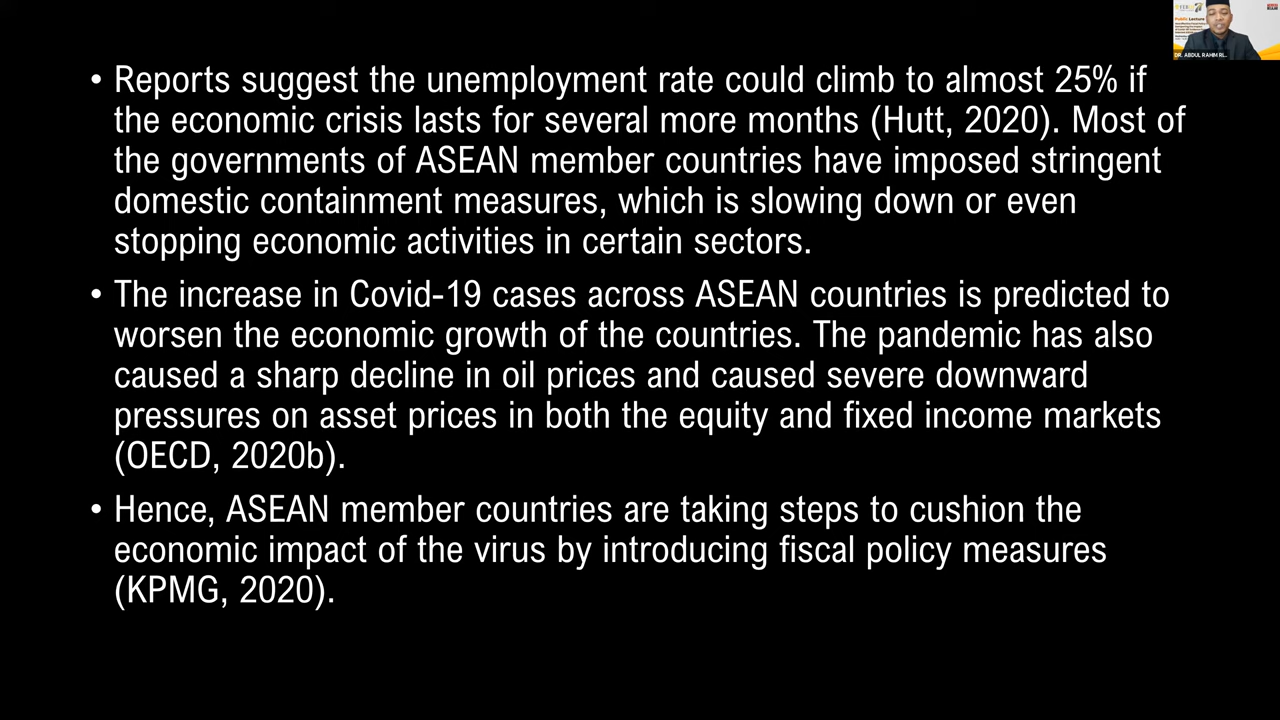 • Reports suggest the unemployment rate could climb to almost 25% if
the economic crisis lasts for several more months (Hutt, 2020). Most of
the governments of ASEAN member countries have imposed stringent
domestic containment measures, which is slowing down or even
stopping economic activities in certain sectors.
• The increase in Covid-19 cases across ASEAN countries is predicted to
worsen the economic growth of the countries. The pandemic has also
caused a sharp decline in oil prices and caused severe downward
pressures on asset prices in both the equity and fixed income markets
(OECD, 2020b).
• Hence, ASEAN member countries are taking steps to cushion the
economic impact of the virus by introducing fiscal policy measures
(KPMG, 2020).
Public Lecture
DR. ABDUL RAHIM RI...